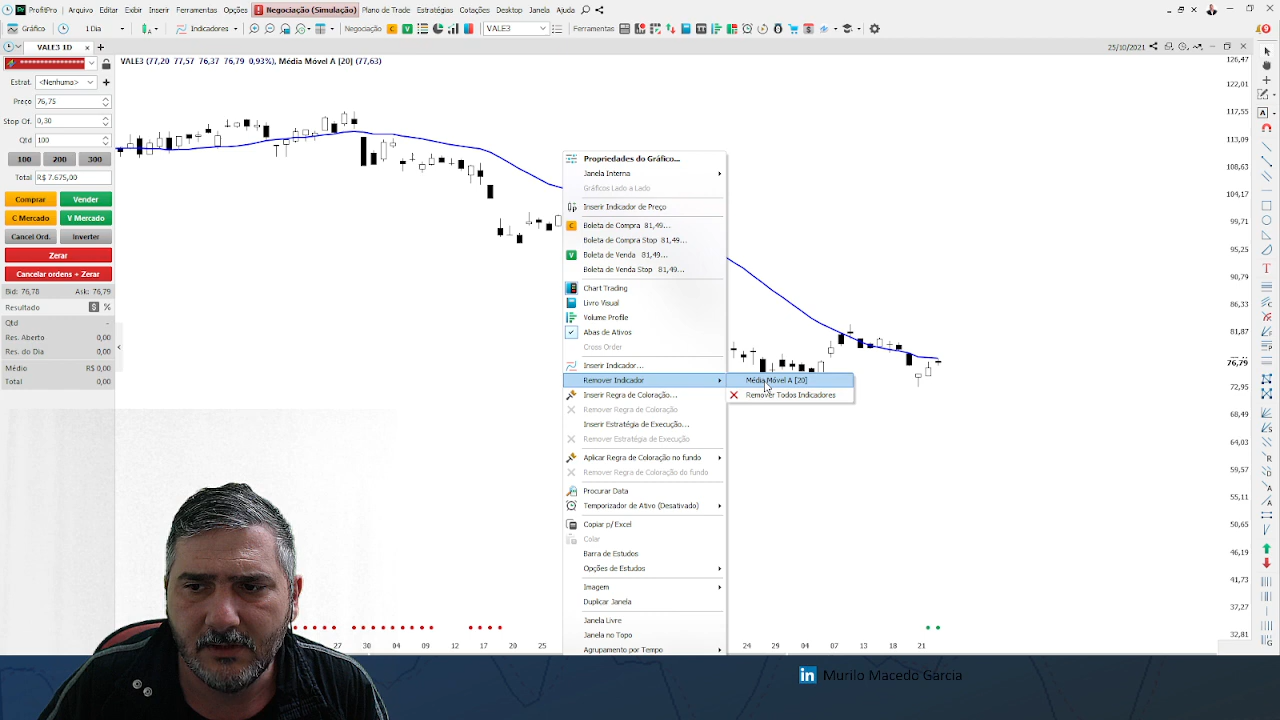 ProfitPro Arquivo Editar Exibir Inserir Ferramentas Opções Negociação (Simulação) Plano de Trade Estratégias Cotações Desktop Janela Ajuda
Gráfico 1 Dia Indicadores Negociação C V VALE3 Ferramentas
VALE3 1D 25/10/2021
VALE3 (77,20 77,57 76,37 76,79 0,93%), Média Móvel A [20] (77,63)
******************
Estrat. <Nenhuma>
Preço 76,75
Stop Of. 0,30
Qtd 100
100 200 300
Total R$ 7.675,00
Comprar Vender
C Mercado V Mercado
Cancel Ord. Inverter
Zerar
Cancelar ordens + Zerar
Bid: 76,78 Ask: 76,79
Resultado $ %
Qtd -
Res. Aberto 0,00
Res. do Dia 0,00
Médio R$ 0,00
Total 0,00
Propriedades do Gráfico...
Janela Interna
Gráficos Lado a Lado
Inserir Indicador de Preço
C Boleta de Compra 81,49...
Boleta de Compra Stop 81,49...
V Boleta de Venda 81,49...
Boleta de Venda Stop 81,49...
Chart Trading
Livro Visual
Volume Profile
Abas de Ativos
Cross Order
Inserir Indicador...
Remover Indicador
Média Móvel A [20]
Remover Todos Indicadores
Inserir Regra de Coloração...
Remover Regra de Coloração
Inserir Estratégia de Execução...
Remover Estratégia de Execução
Aplicar Regra de Coloração no fundo
Remover Regra de Coloração do fundo
Procurar Data
Temporizador de Ativo (Desativado)
Copiar p/Excel
Colar
Barra de Estudos
Opções de Estudos
Imagem
Duplicar Janela
Janela Livre
Janela no Topo
Agrupamento por Tempo
126,47
122,01
117,55
113,09
108,63
104,17
99,71
95,25
90,79
86,33
81,87
76,79
72,95
68,49
64,03
59,57
55,11
50,65
46,19
41,73
37,27
32,81
27 30 04 09 12 17 20 25 24 29 04 08 13 18 21
in Murilo Macedo Garcia